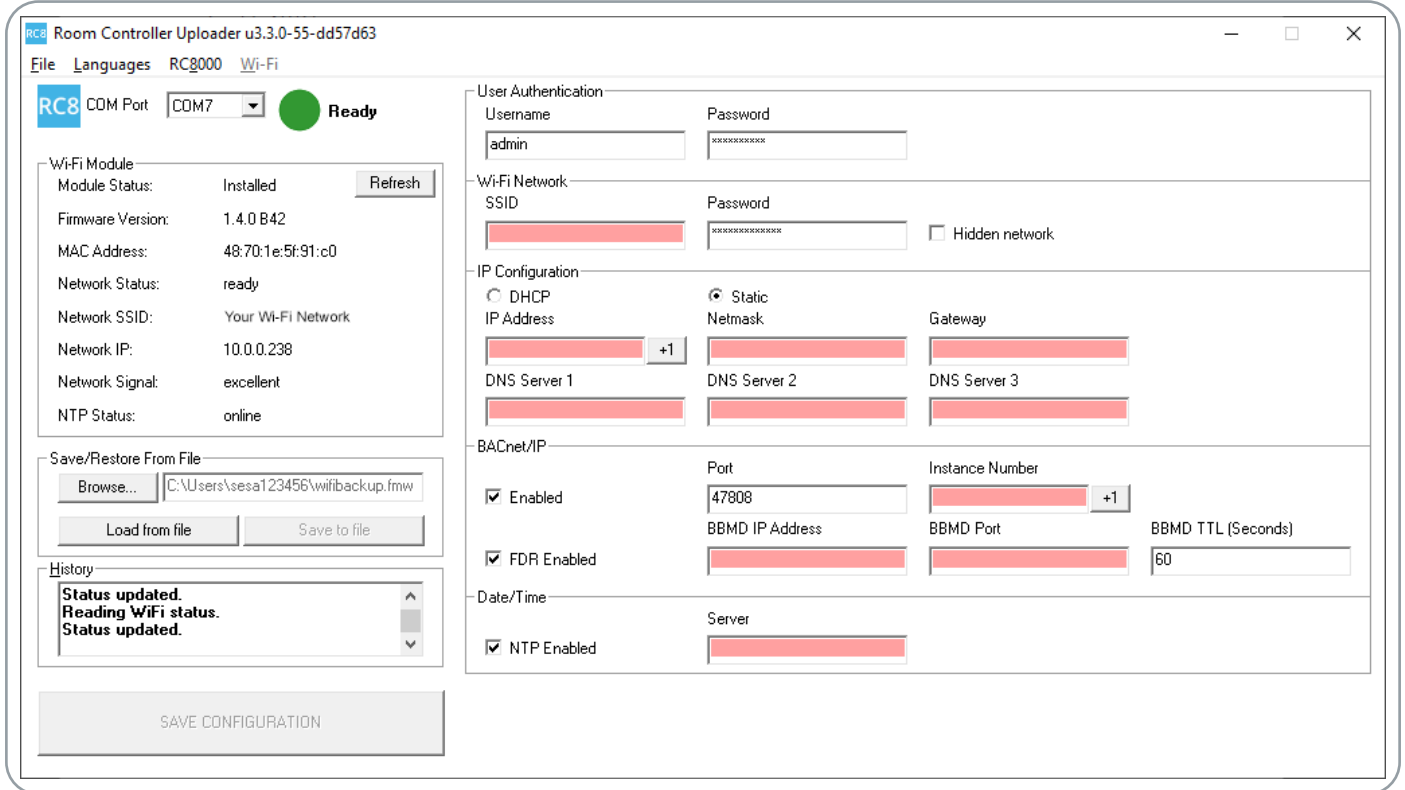 RC8 Room Controller Uploader u3.3.0-55-dd57d63
File Languages RC8000 Wi-Fi
RC8 COM Port COM7 Ready
Wi-Fi Module
Module Status: Installed Refresh
Firmware Version: 1.4.0 B42
MAC Address: 48:70:1e:5f:91:c0
Network Status: ready
Network SSID: Your Wi-Fi Network
Network IP: 10.0.0.238
Network Signal: excellent
NTP Status: online
Save/Restore From File
Browse... C:\Users\sesa123456\wifibackup.fmw
Load from file Save to file
History
Status updated.
Reading WiFi status.
Status updated.
SAVE CONFIGURATION
User Authentication
Username Password
admin **********
Wi-Fi Network
SSID Password
************* Hidden network
IP Configuration
DHCP Static
IP Address Netmask Gateway
+1
DNS Server 1 DNS Server 2 DNS Server 3
BACnet/IP
Port Instance Number
Enabled 47808 +1
BBMD IP Address BBMD Port BBMD TTL (Seconds)
FDR Enabled 60
Date/Time
Server
NTP Enabled